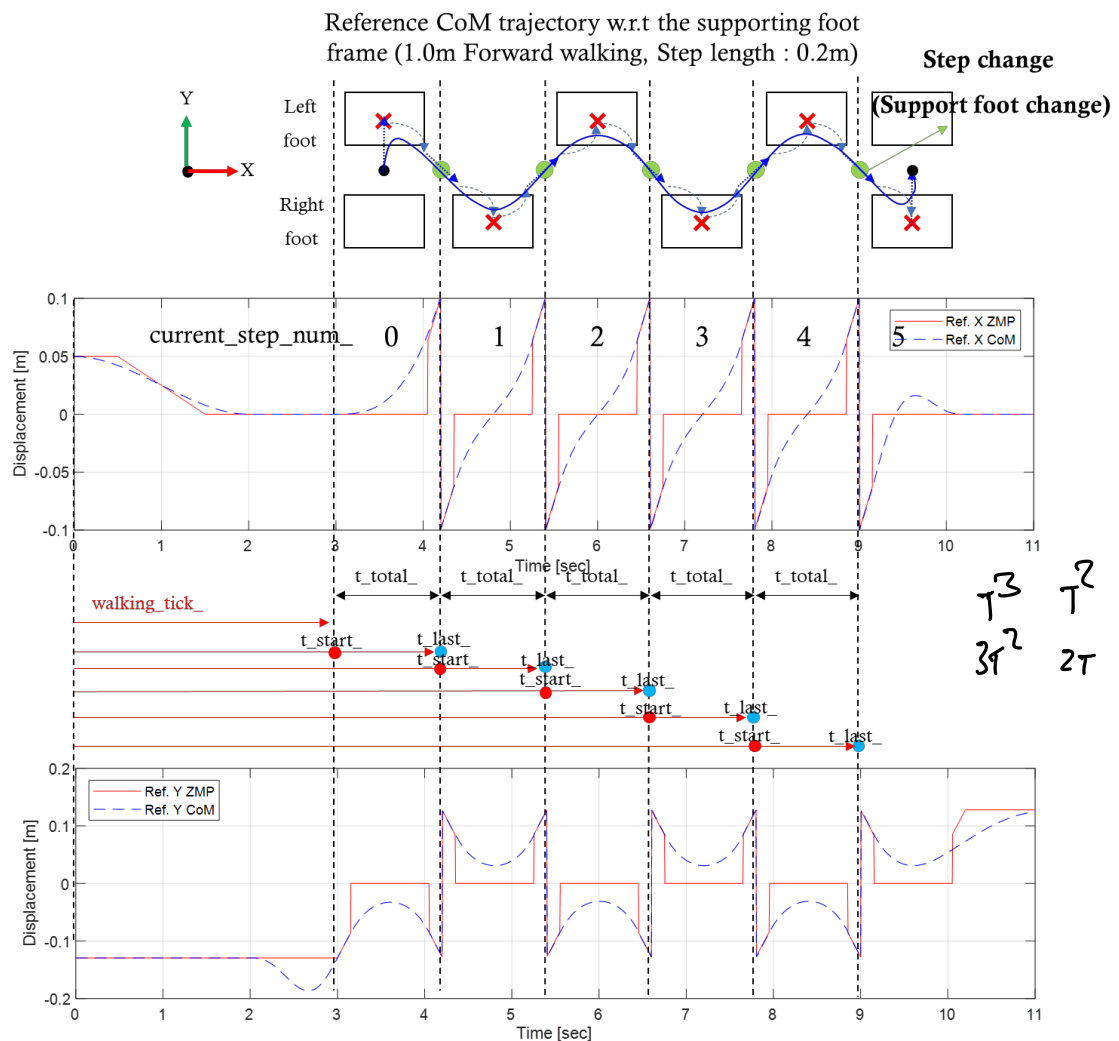 Reference CoM trajectory w.r.t the supporting foot
frame (1.0m Forward walking, Step length : 0.2m)
Step change
(Support foot change)
Y
X
Left
foot
Right
foot
0.1
0.05
0
-0.05
-0.1
Displacement [m]
current_step_num_ 0 1 2 3 4 5
Ref. X ZMP
Ref. X CoM
0 1 2 3 4 5 6 7 8 9 10 11
Time [sec]
t_total_ t_total_ t_total_ t_total_ t_total_
walking_tick_
t_start_ t_last_
t_start_ t_last_
t_start_ t_last_
t_start_ t_last_
t_start_ t_last_
T³ T²
3T² 2T
0.2
0.1
0
-0.1
-0.2
Displacement [m]
Ref. Y ZMP
Ref. Y CoM
0 1 2 3 4 5 6 7 8 9 10 11
Time [sec]